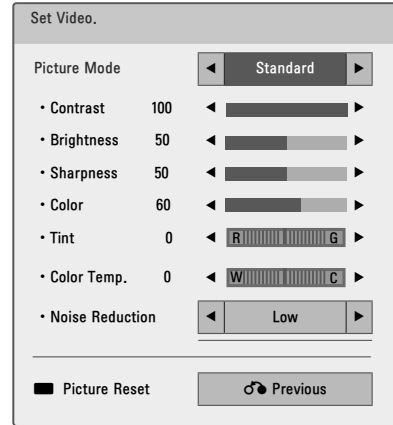 Set Video.
Picture Mode Standard
• Contrast 100
• Brightness 50
• Sharpness 50
• Color 60
• Tint 0 R G
• Color Temp. 0 W C
• Noise Reduction Low
Picture Reset Previous